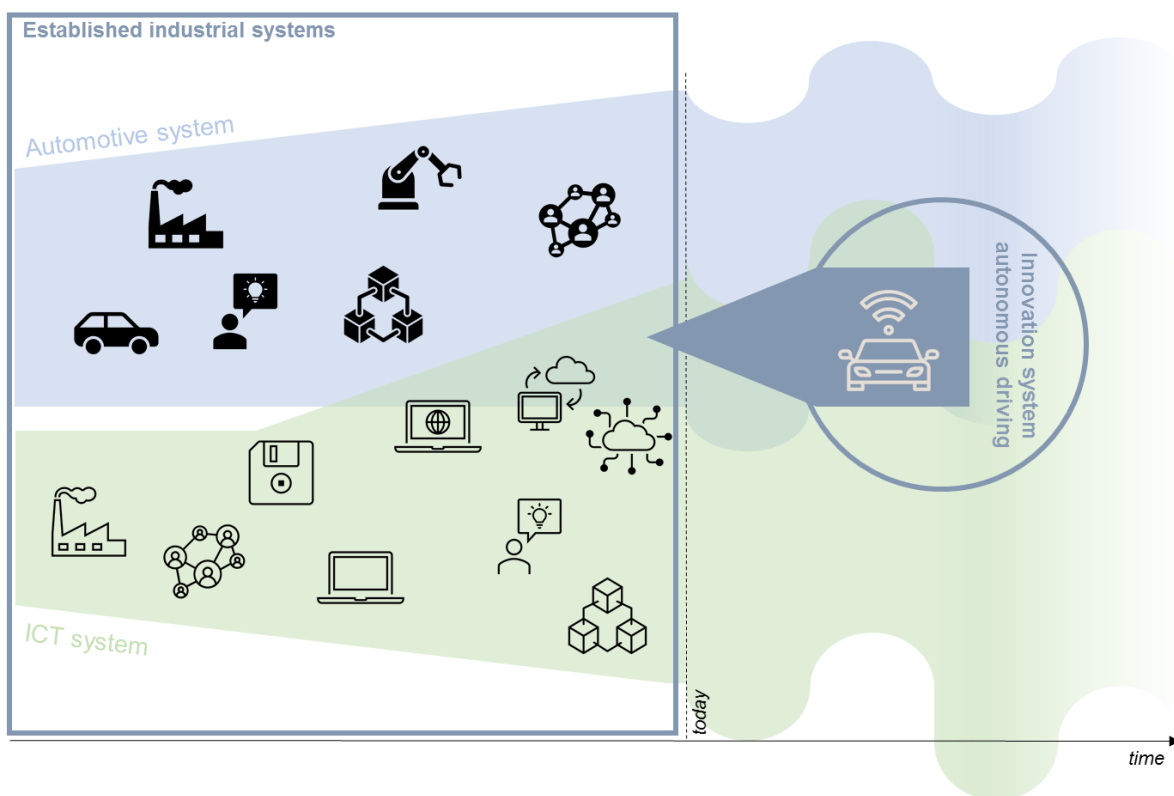 Established industrial systems
Automotive system
Innovation system
autonomous driving
ICT system
today
time